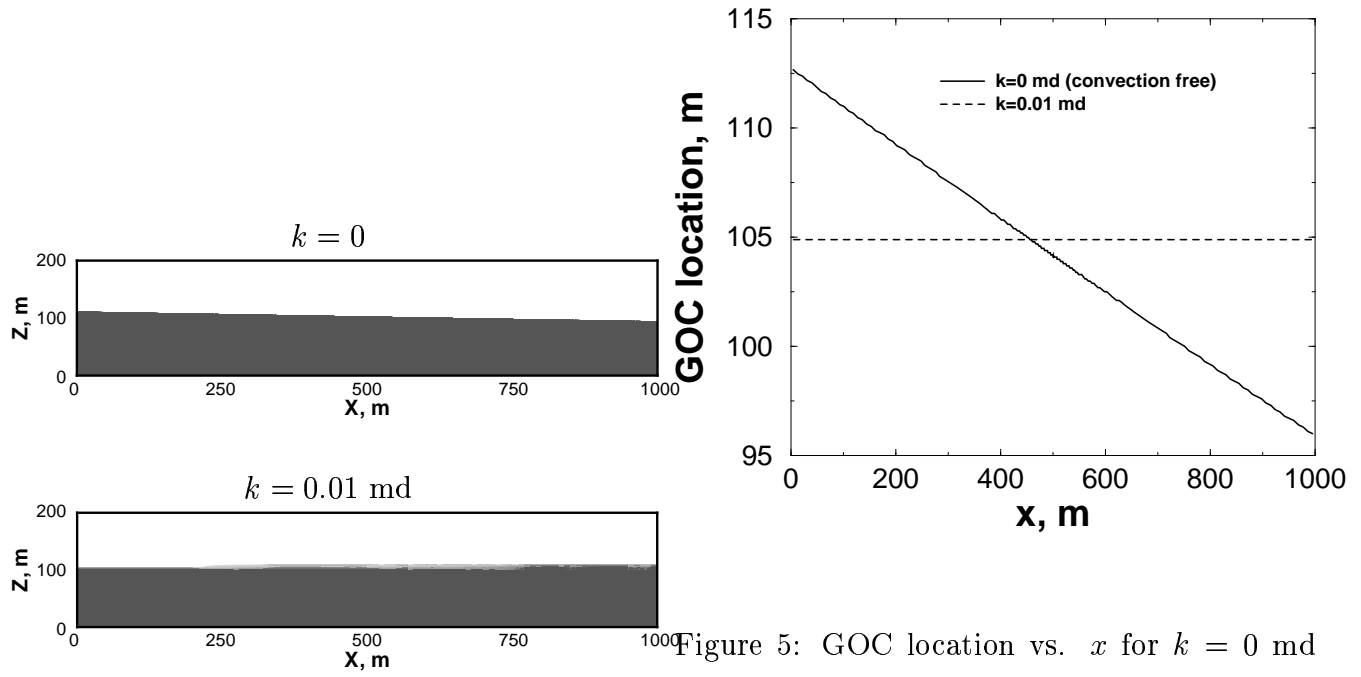 k = 0
200
100
0
Z, m
0 250 500 750 1000
X, m
k = 0.01 md
200
100
0
Z, m
0 250 500 750 1000
X, m
115
110
105
100
95
GOC location, m
k=0 md (convection free)
k=0.01 md
0 200 400 600 800 1000
x, m
Figure 5: GOC location vs. x for k = 0 md